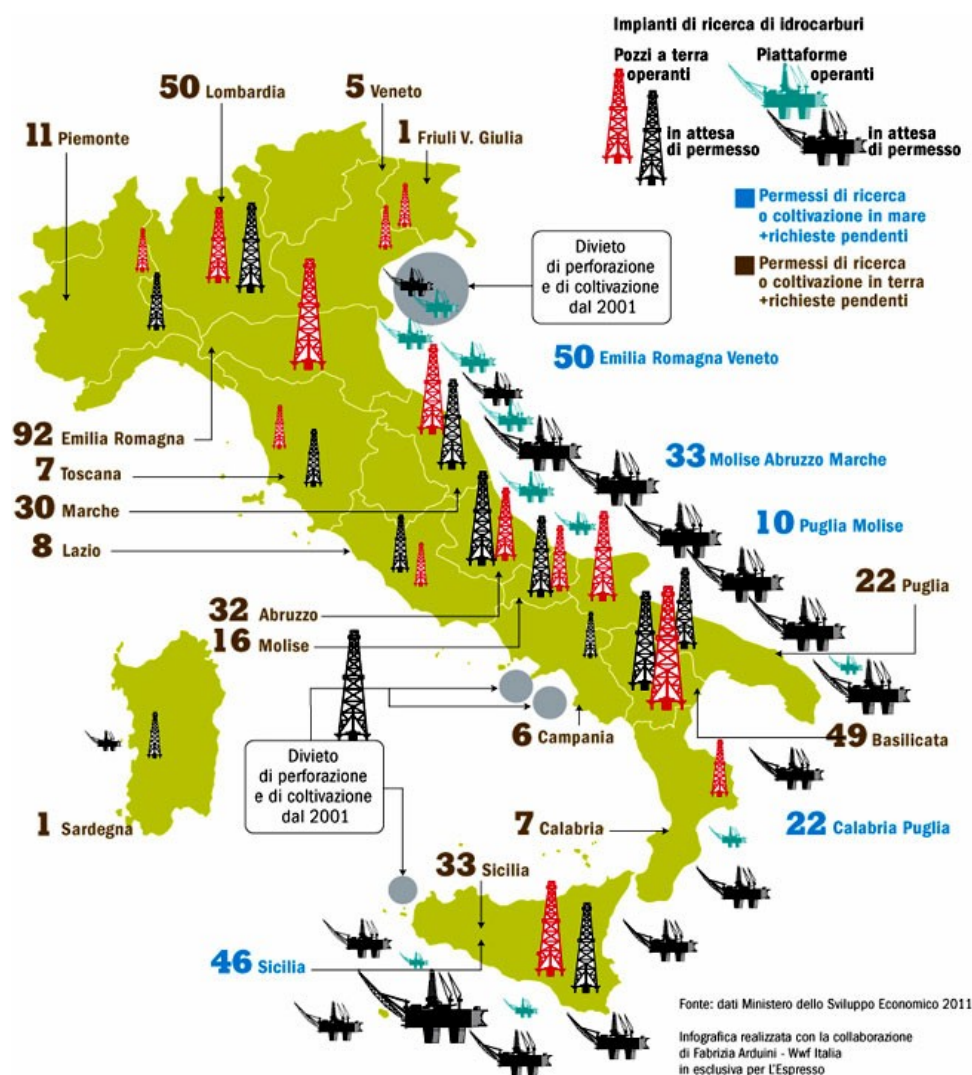 Impianti di ricerca di idrocarburi
Pozzi a terra
operanti
Piattaforme
operanti
in attesa
di permesso
in attesa
di permesso
Permessi di ricerca
o coltivazione in mare
+richieste pendenti
Permessi di ricerca
o coltivazione in terra
+richieste pendenti
50 Lombardia
5 Veneto
11 Piemonte
1 Friuli V. Giulia
Divieto
di perforazione
e di coltivazione
dal 2001
50 Emilia Romagna Veneto
92 Emilia Romagna
7 Toscana
33 Molise Abruzzo Marche
30 Marche
10 Puglia Molise
8 Lazio
22 Puglia
32 Abruzzo
16 Molise
6 Campania
49 Basilicata
Divieto
di perforazione
e di coltivazione
dal 2001
1 Sardegna
7 Calabria
22 Calabria Puglia
33 Sicilia
46 Sicilia
Fonte: dati Ministero dello Sviluppo Economico 2011
Infografica realizzata con la collaborazione
di Fabrizia Arduini - Wwf Italia
in esclusiva per L'Espresso